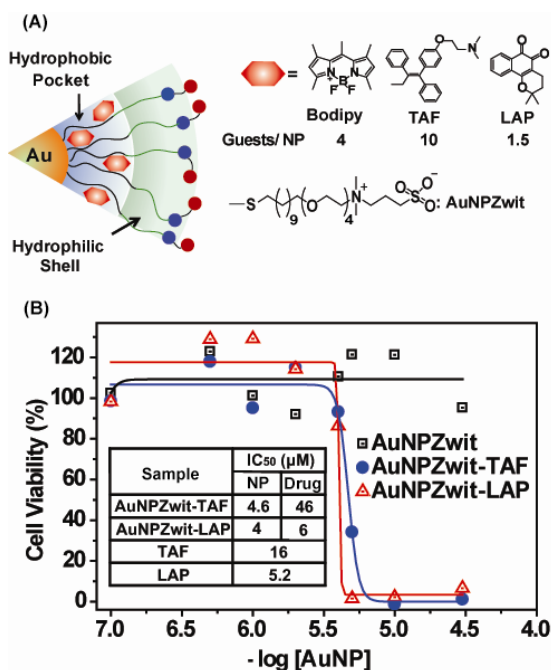 (A)
Hydrophobic
Pocket
Au
Hydrophilic
Shell
=
N
B
N
F
F
O
N
O
O
O
Bodipy
TAF
LAP
Guests/ NP
4
10
1.5
S
9
O
4
N
+
S
O
O
O
−
: AuNPZwit
(B)
Cell Viability (%)
120
100
80
60
40
20
0
AuNPZwit
AuNPZwit-TAF
AuNPZwit-LAP
Sample IC50 (µM)
NP Drug
AuNPZwit-TAF 4.6 46
AuNPZwit-LAP 4 6
TAF 16
LAP 5.2
7.0 6.5 6.0 5.5 5.0 4.5
- log [AuNP]